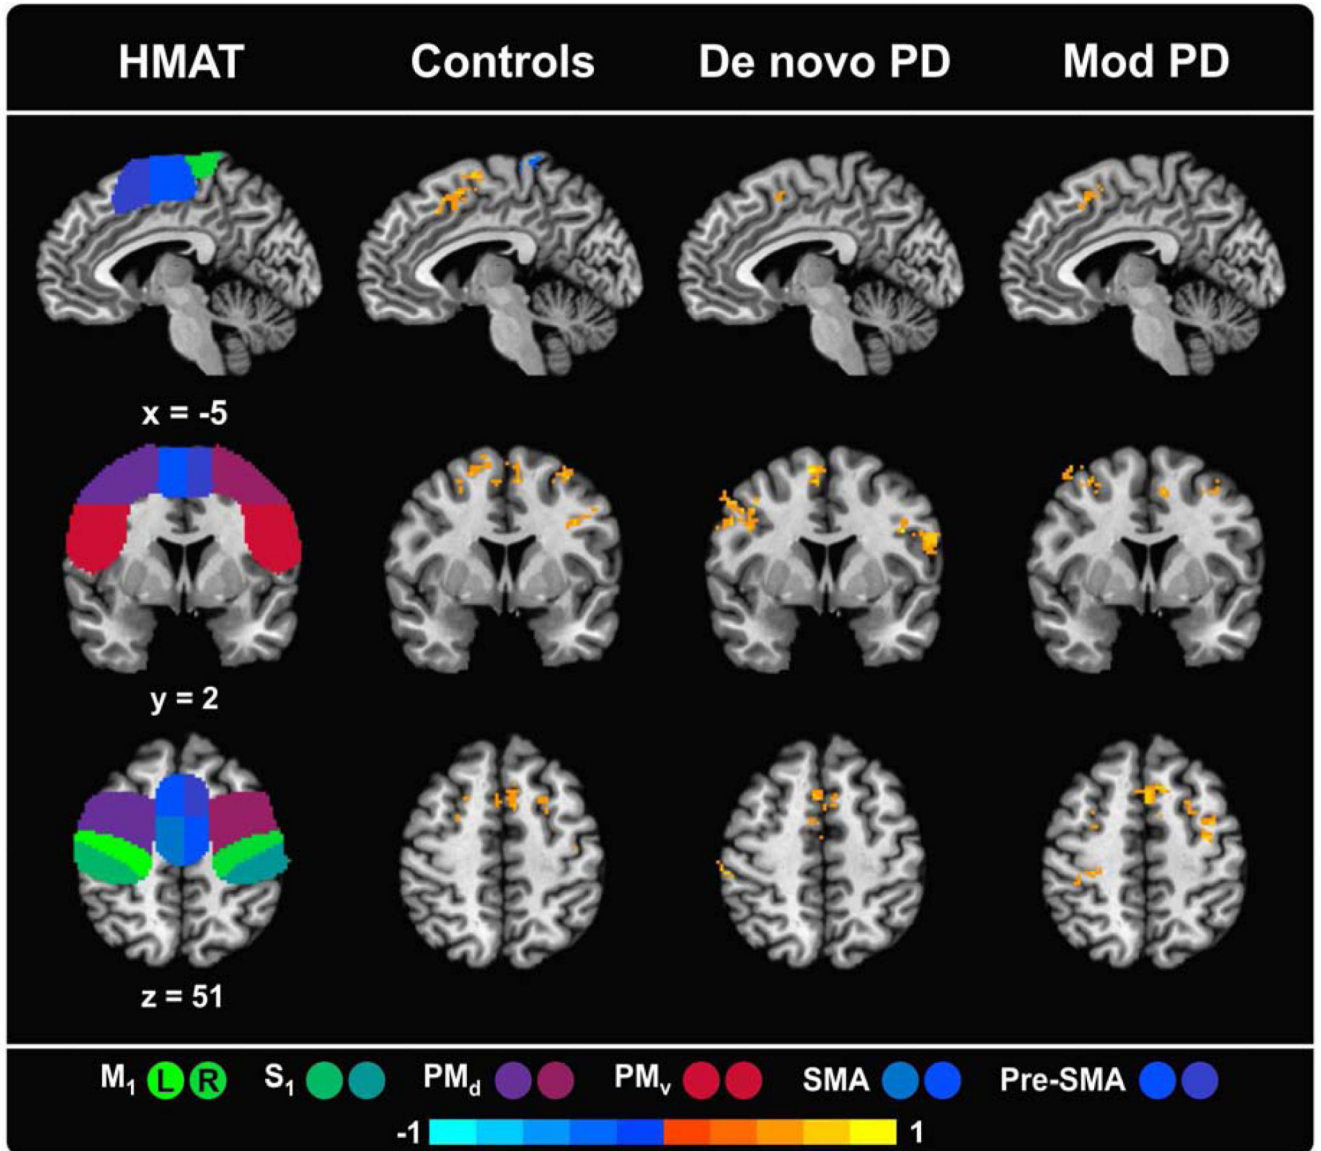 HMAT Controls De novo PD Mod PD
x = -5
y = 2
z = 51
M1 L R S1 PMd PMv SMA Pre-SMA
-1 1